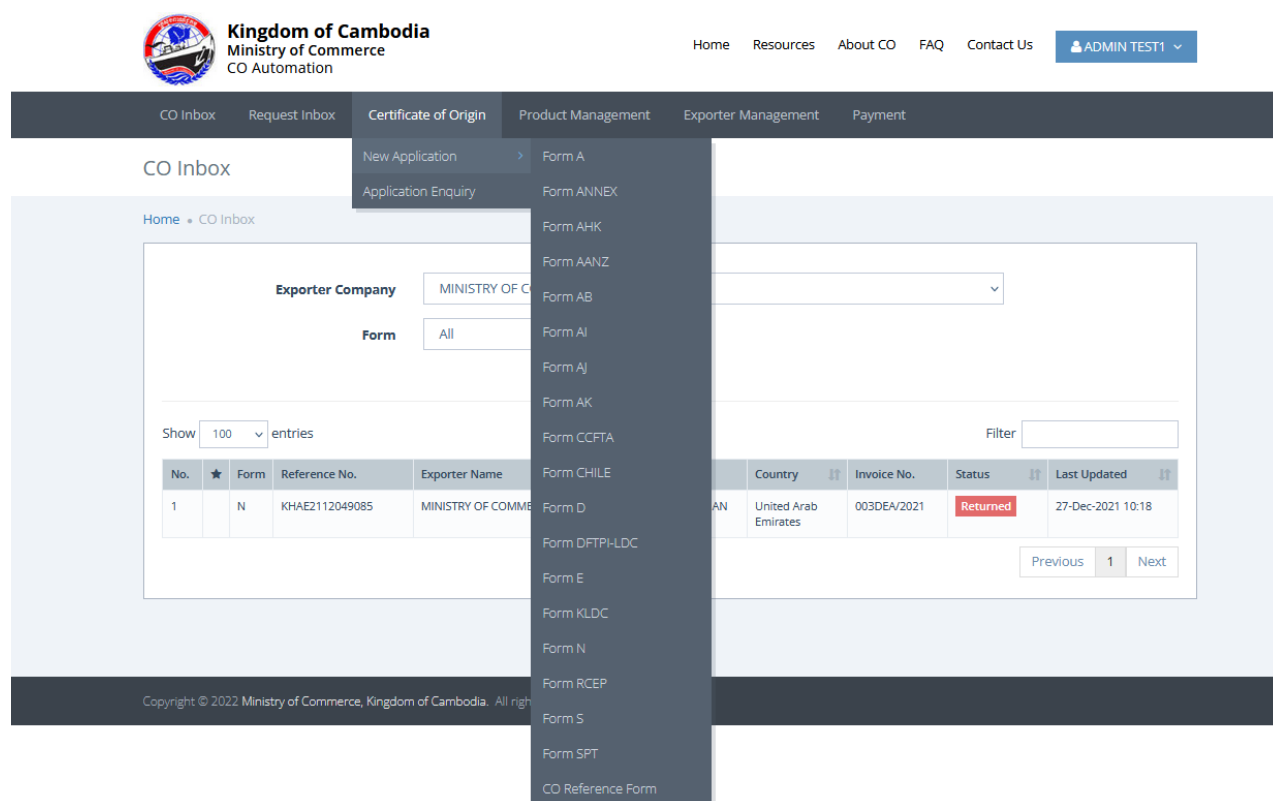 Kingdom of Cambodia
Ministry of Commerce
CO Automation
Home Resources About CO FAQ Contact Us ADMIN TEST1
CO Inbox Request Inbox Certificate of Origin Product Management Exporter Management Payment
New Application
Application Enquiry
Form A
Form ANNEX
Form AHK
Form AANZ
Form AB
Form AI
Form AJ
Form AK
Form CCFTA
Form CHILE
Form D
Form DFTPI-LDC
Form E
Form KLDC
Form N
Form RCEP
Form S
Form SPT
CO Reference Form
CO Inbox
Home CO Inbox
Exporter Company MINISTRY OF
Form All
Show 100 entries Filter
No. Form Reference No. Exporter Name Country Invoice No. Status Last Updated
1 N KHAE2112049085 MINISTRY OF COMME AN United Arab Emirates 003DEA/2021 Returned 27-Dec-2021 10:18
Previous 1 Next
Copyright © 2022 Ministry of Commerce, Kingdom of Cambodia. All righ